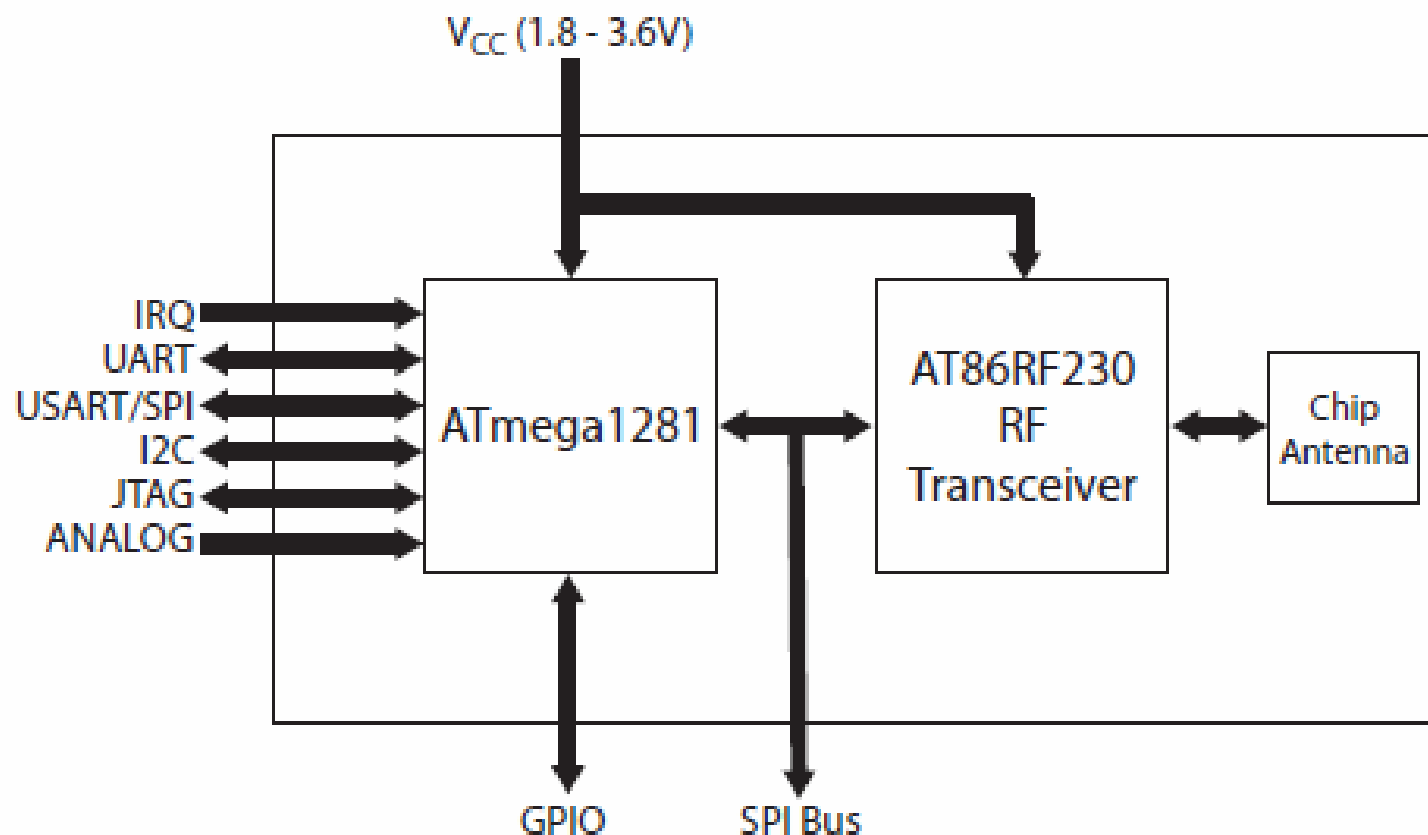 VCC (1.8 - 3.6V)
IRQ
UART
USART/SPI
I2C
JTAG
ANALOG
ATmega1281
AT86RF230
RF
Transceiver
Chip
Antenna
GPIO
SPI Bus